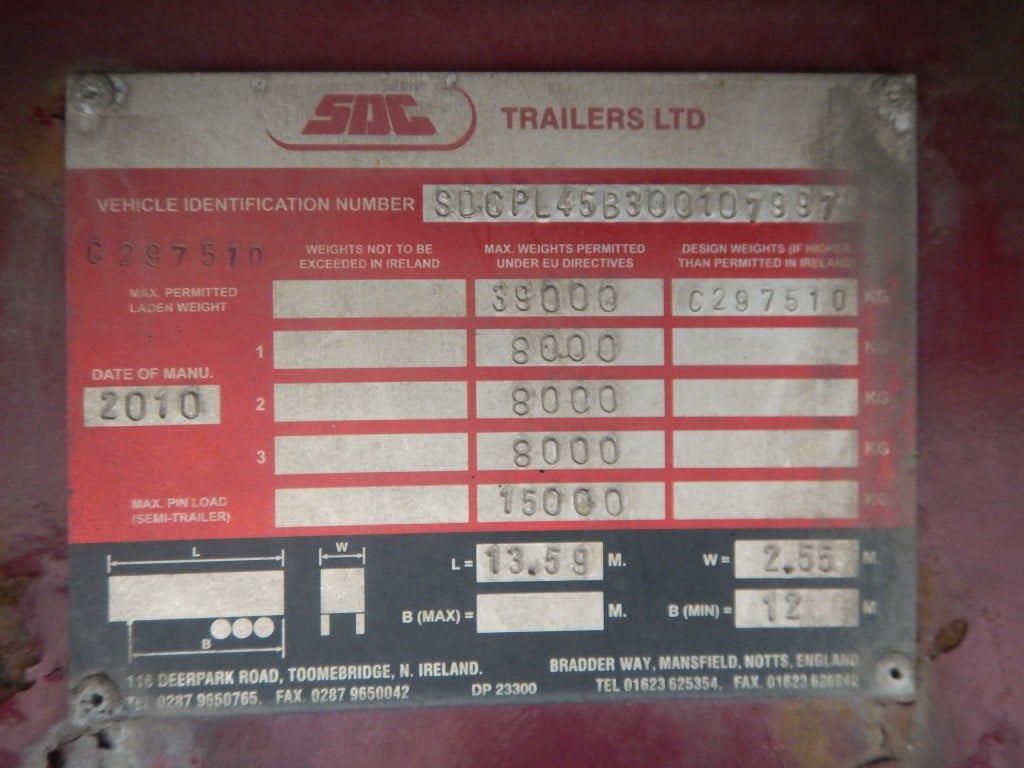 SDC TRAILERS LTD
VEHICLE IDENTIFICATION NUMBER SDCPL45B300107997
C297510
WEIGHTS NOT TO BE EXCEEDED IN IRELAND
MAX. WEIGHTS PERMITTED UNDER EU DIRECTIVES
DESIGN WEIGHTS (IF HIGHER THAN PERMITTED IN IRELAND)
MAX. PERMITTED LADEN WEIGHT 39000 C297510 KG
1 8000 KG
DATE OF MANU.
2010
2 8000 KG
3 8000 KG
MAX. PIN LOAD (SEMI-TRAILER) 15000 KG
L W L= 13.59 M. W= 2.55 M.
B B (MAX) = M. B (MIN) = 12 M
116 DEERPARK ROAD, TOOMEBRIDGE, N. IRELAND. BRADDER WAY, MANSFIELD, NOTTS, ENGLAND
TEL 0287 9650765, FAX. 0287 9650042 DP 23300 TEL 01623 625354, FAX.